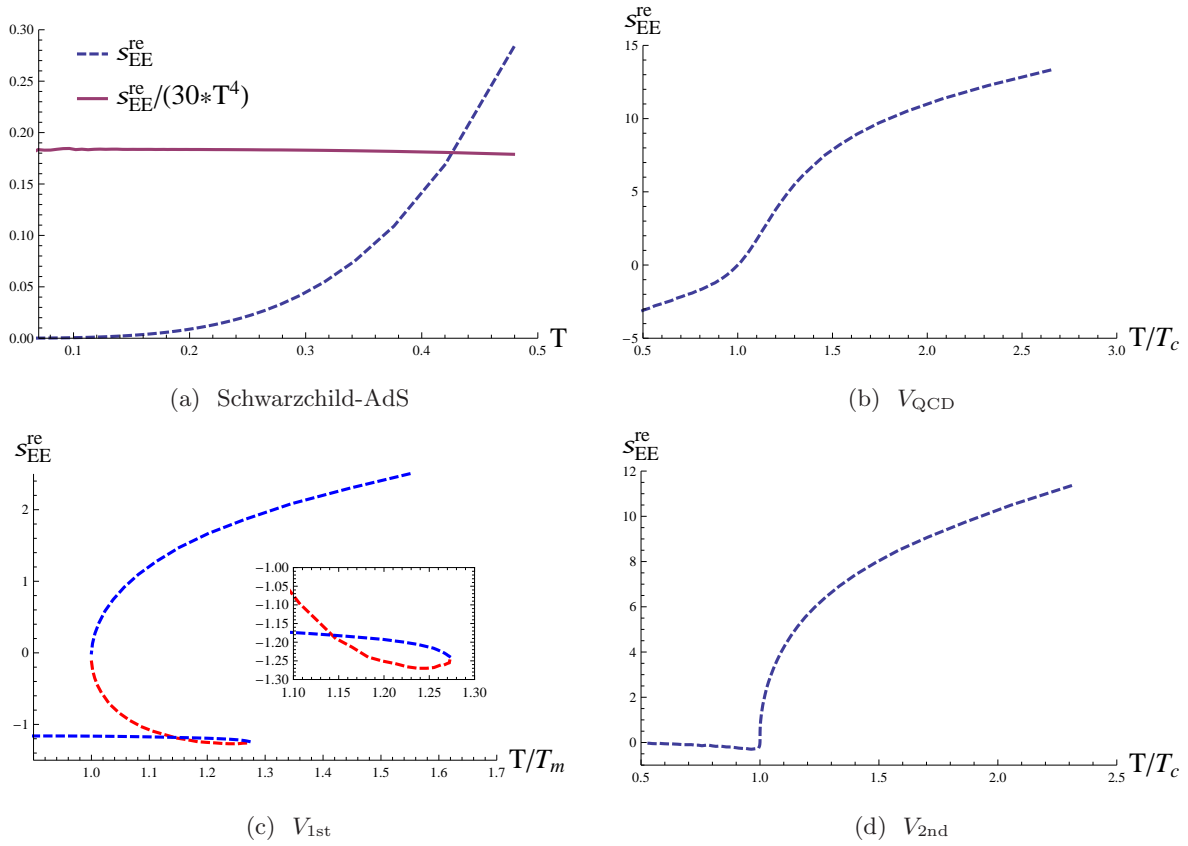 0.30
0.25
0.20
0.15
0.10
0.05
0.00
s_EE^re
s_EE^re/(30*T^4)
0.1 0.2 0.3 0.4 0.5 T
(a) Schwarzchild-AdS
s_EE^re
15
10
5
0
−5
0.5 1.0 1.5 2.0 2.5 3.0 T/T_c
(b) V_QCD
s_EE^re
2
1
0
−1
1.0 1.1 1.2 1.3 1.4 1.5 1.6 1.7 T/T_m
−1.00
−1.05
−1.10
−1.15
−1.20
−1.25
−1.30
1.10 1.15 1.20 1.25 1.30
(c) V_1st
s_EE^re
12
10
8
6
4
2
0
0.5 1.0 1.5 2.0 2.5 T/T_c
(d) V_2nd